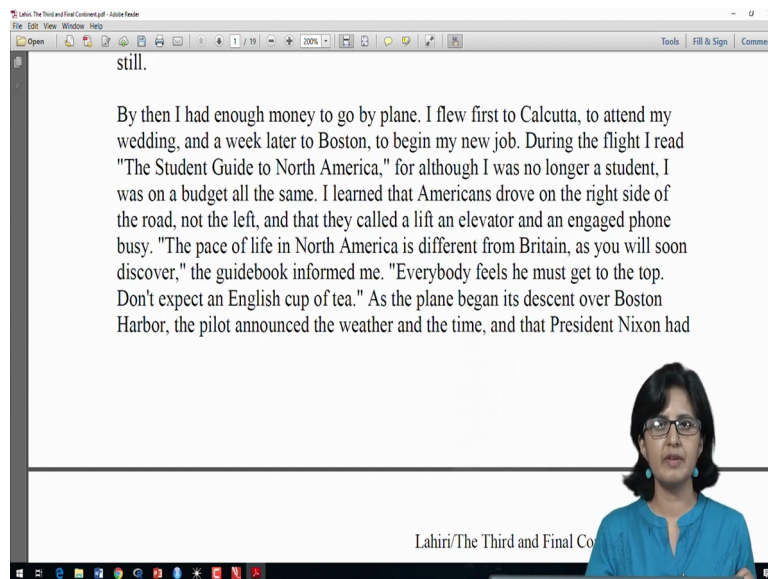 Lahiri. The Third and Final Continent.pdf - Adobe Reader
File Edit View Window Help
Open 1 / 19 200% Tools Fill & Sign Comme
still.
By then I had enough money to go by plane. I flew first to Calcutta, to attend my
wedding, and a week later to Boston, to begin my new job. During the flight I read
"The Student Guide to North America," for although I was no longer a student, I
was on a budget all the same. I learned that Americans drove on the right side of
the road, not the left, and that they called a lift an elevator and an engaged phone
busy. "The pace of life in North America is different from Britain, as you will soon
discover," the guidebook informed me. "Everybody feels he must get to the top.
Don't expect an English cup of tea." As the plane began its descent over Boston
Harbor, the pilot announced the weather and the time, and that President Nixon had
Lahiri/The Third and Final Co